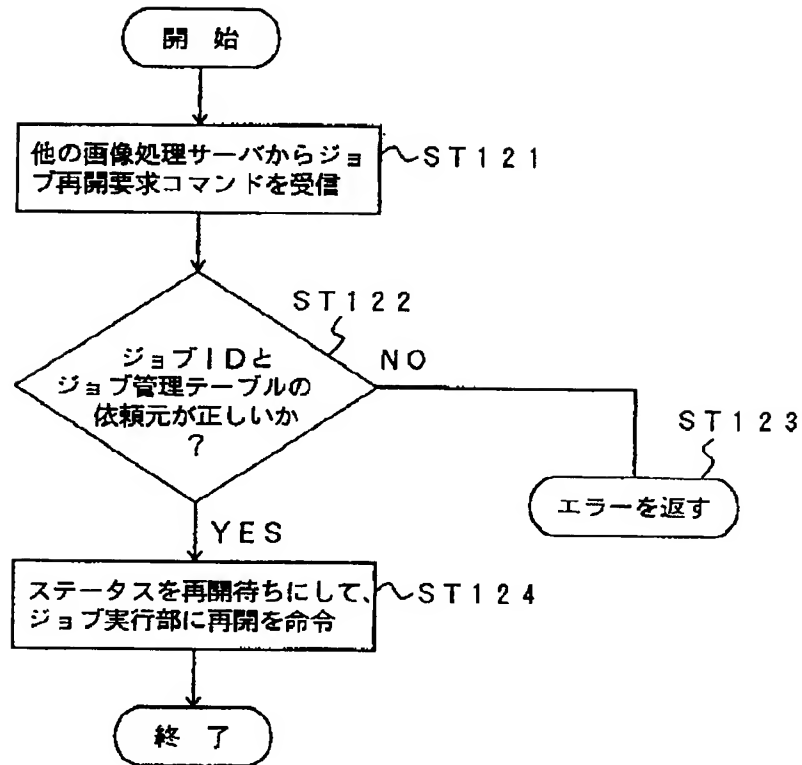 開 始
他の画像処理サーバからジョ
ブ再開要求コマンドを受信
ST121
ST122
ジョブIDと
ジョブ管理テーブルの
依頼元が正しいか
?
NO
ST123
エラーを返す
YES
ステータスを再開待ちにして、
ジョブ実行部に再開を命令
ST124
終 了